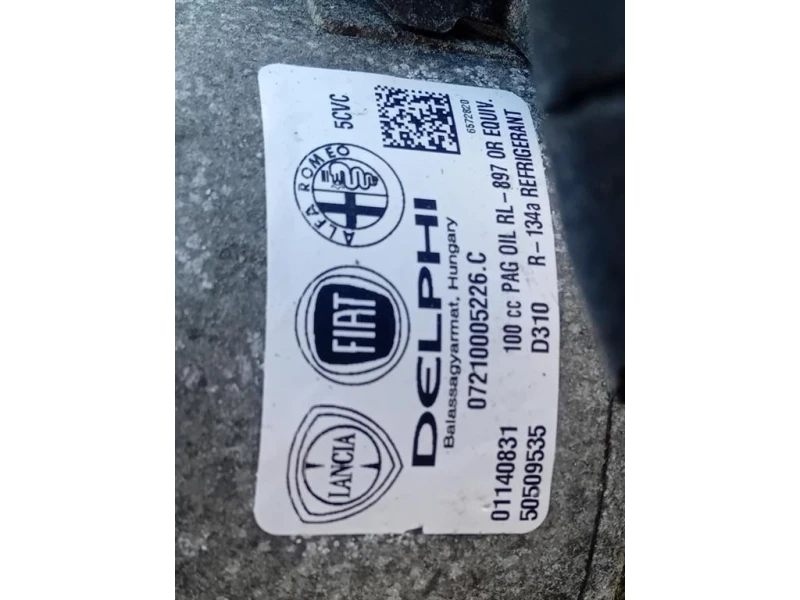 LANCIA
FIAT
ALFA ROMEO
5CVC
DELPHI
Balassagyarmat, Hungary
07210005226.C
6572820
01140831 100 cc PAG OIL RL-897 OR EQUIV.
50509535 D310 R-134a REFRIGERANT